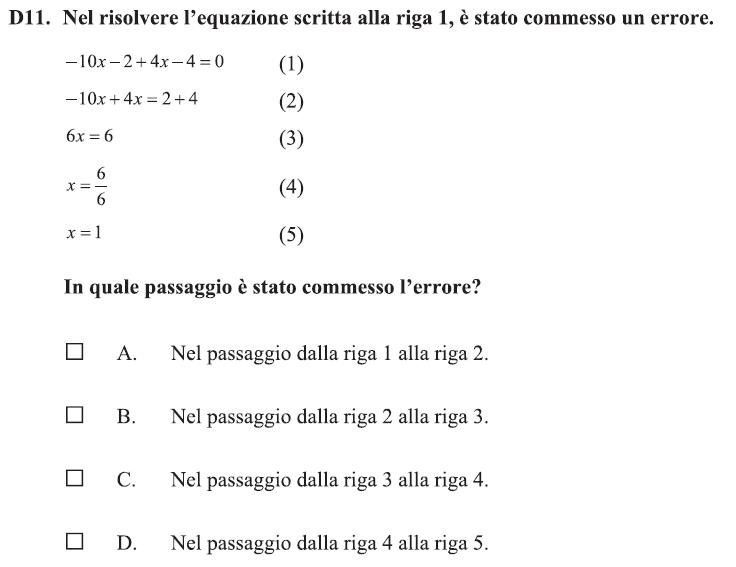 D11. Nel risolvere l’equazione scritta alla riga 1, è stato commesso un errore.
−10x − 2 + 4x − 4 = 0 (1)
−10x + 4x = 2 + 4 (2)
6x = 6 (3)
x = 6/6 (4)
x = 1 (5)
In quale passaggio è stato commesso l’errore?
☐ A. Nel passaggio dalla riga 1 alla riga 2.
☐ B. Nel passaggio dalla riga 2 alla riga 3.
☐ C. Nel passaggio dalla riga 3 alla riga 4.
☐ D. Nel passaggio dalla riga 4 alla riga 5.